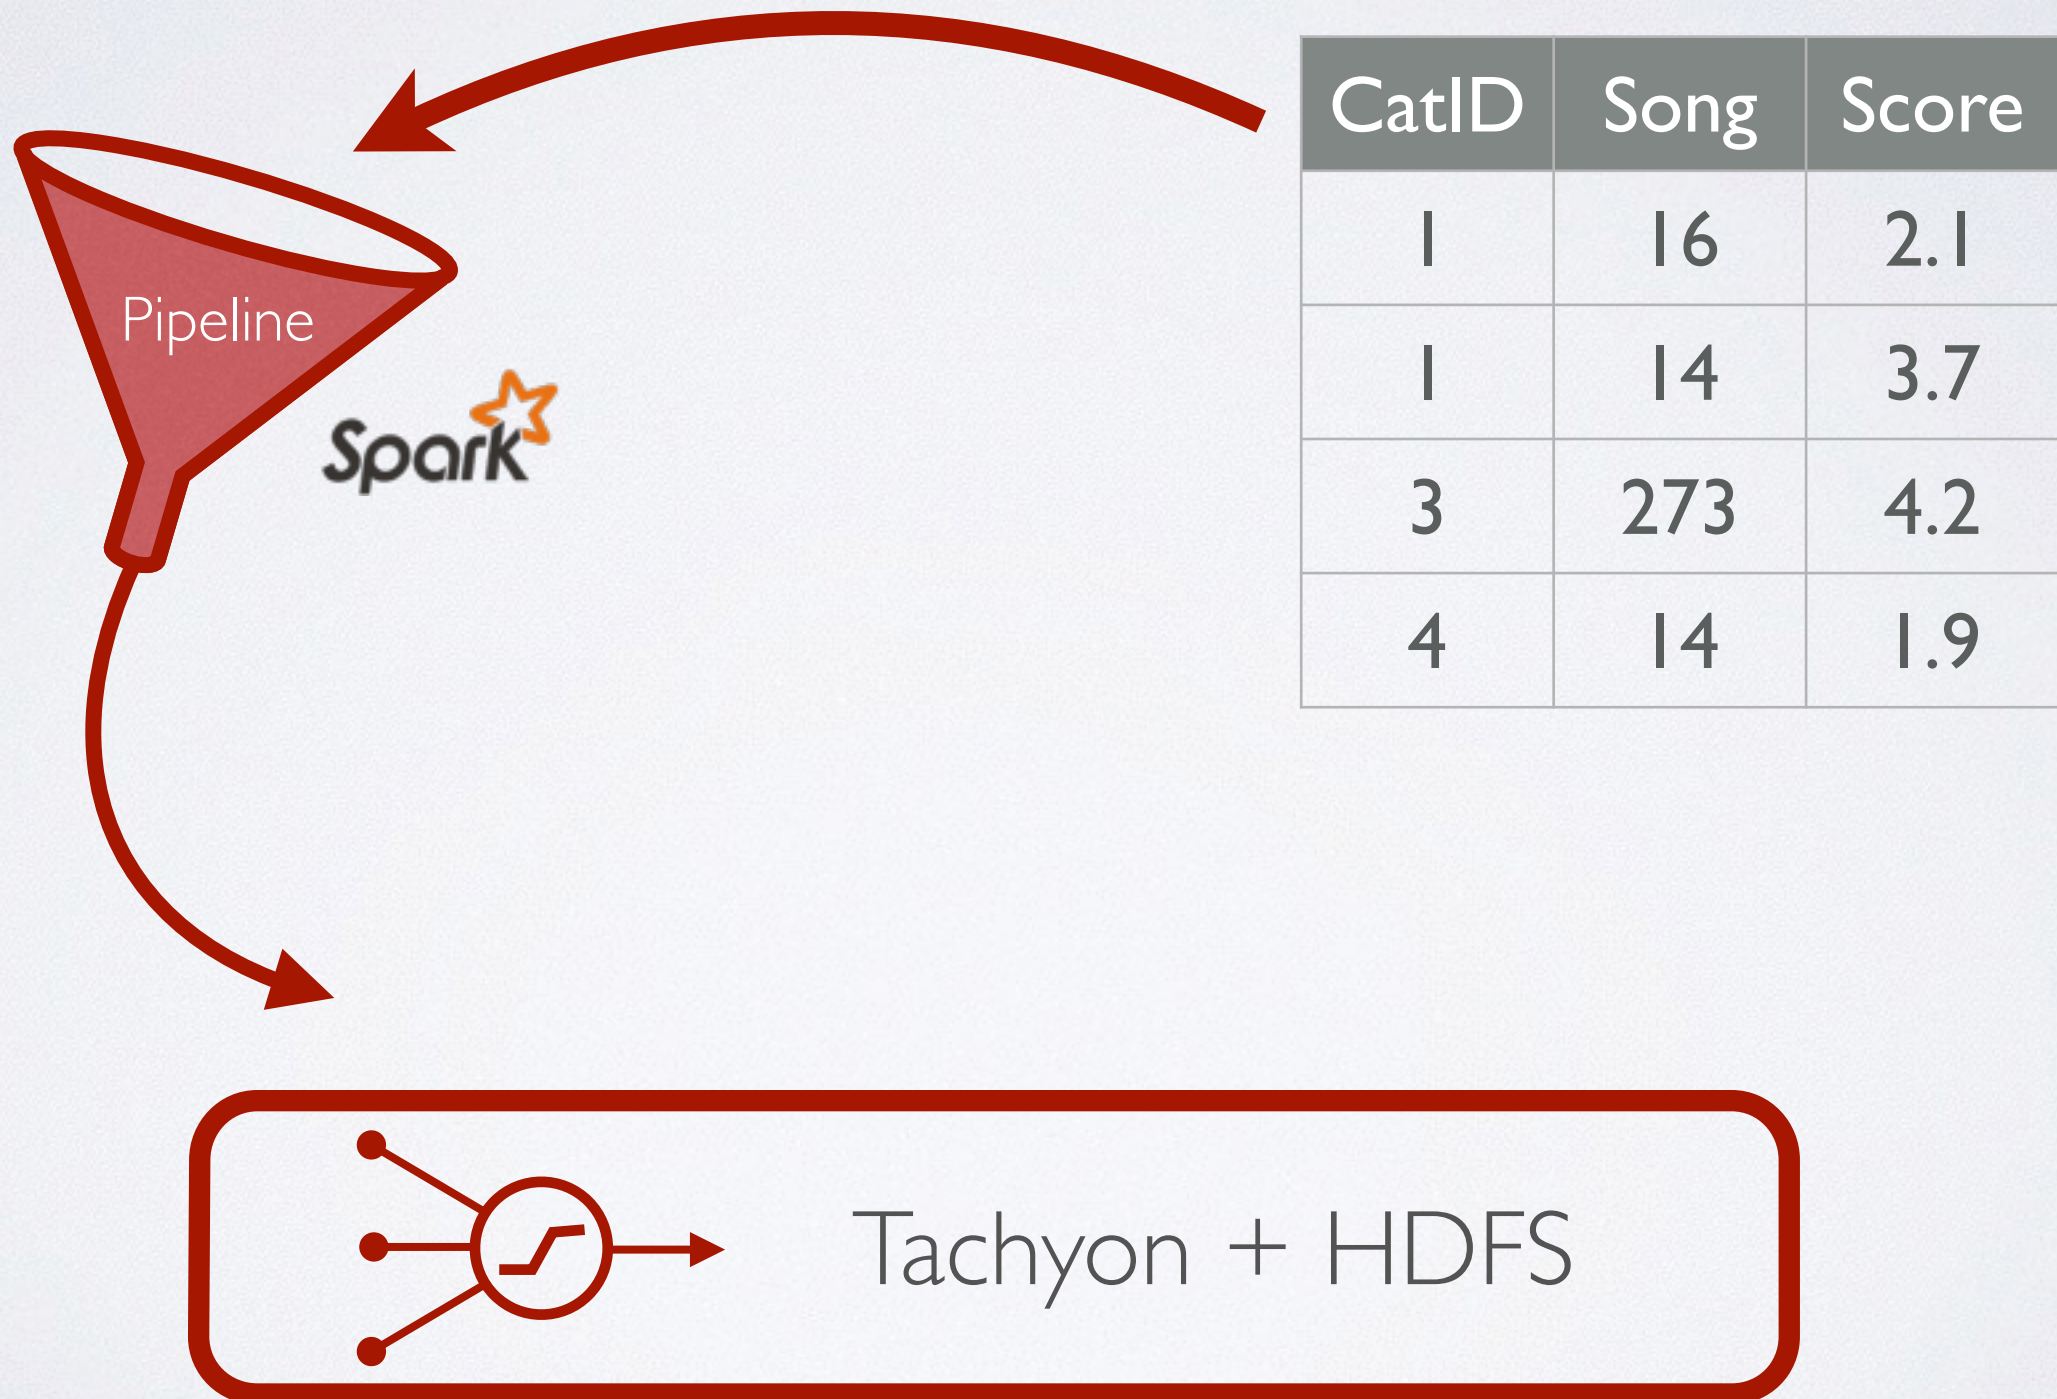 CatID Song Score
1 16 2.1
1 14 3.7
3 273 4.2
4 14 1.9
Pipeline
Spark
Tachyon + HDFS